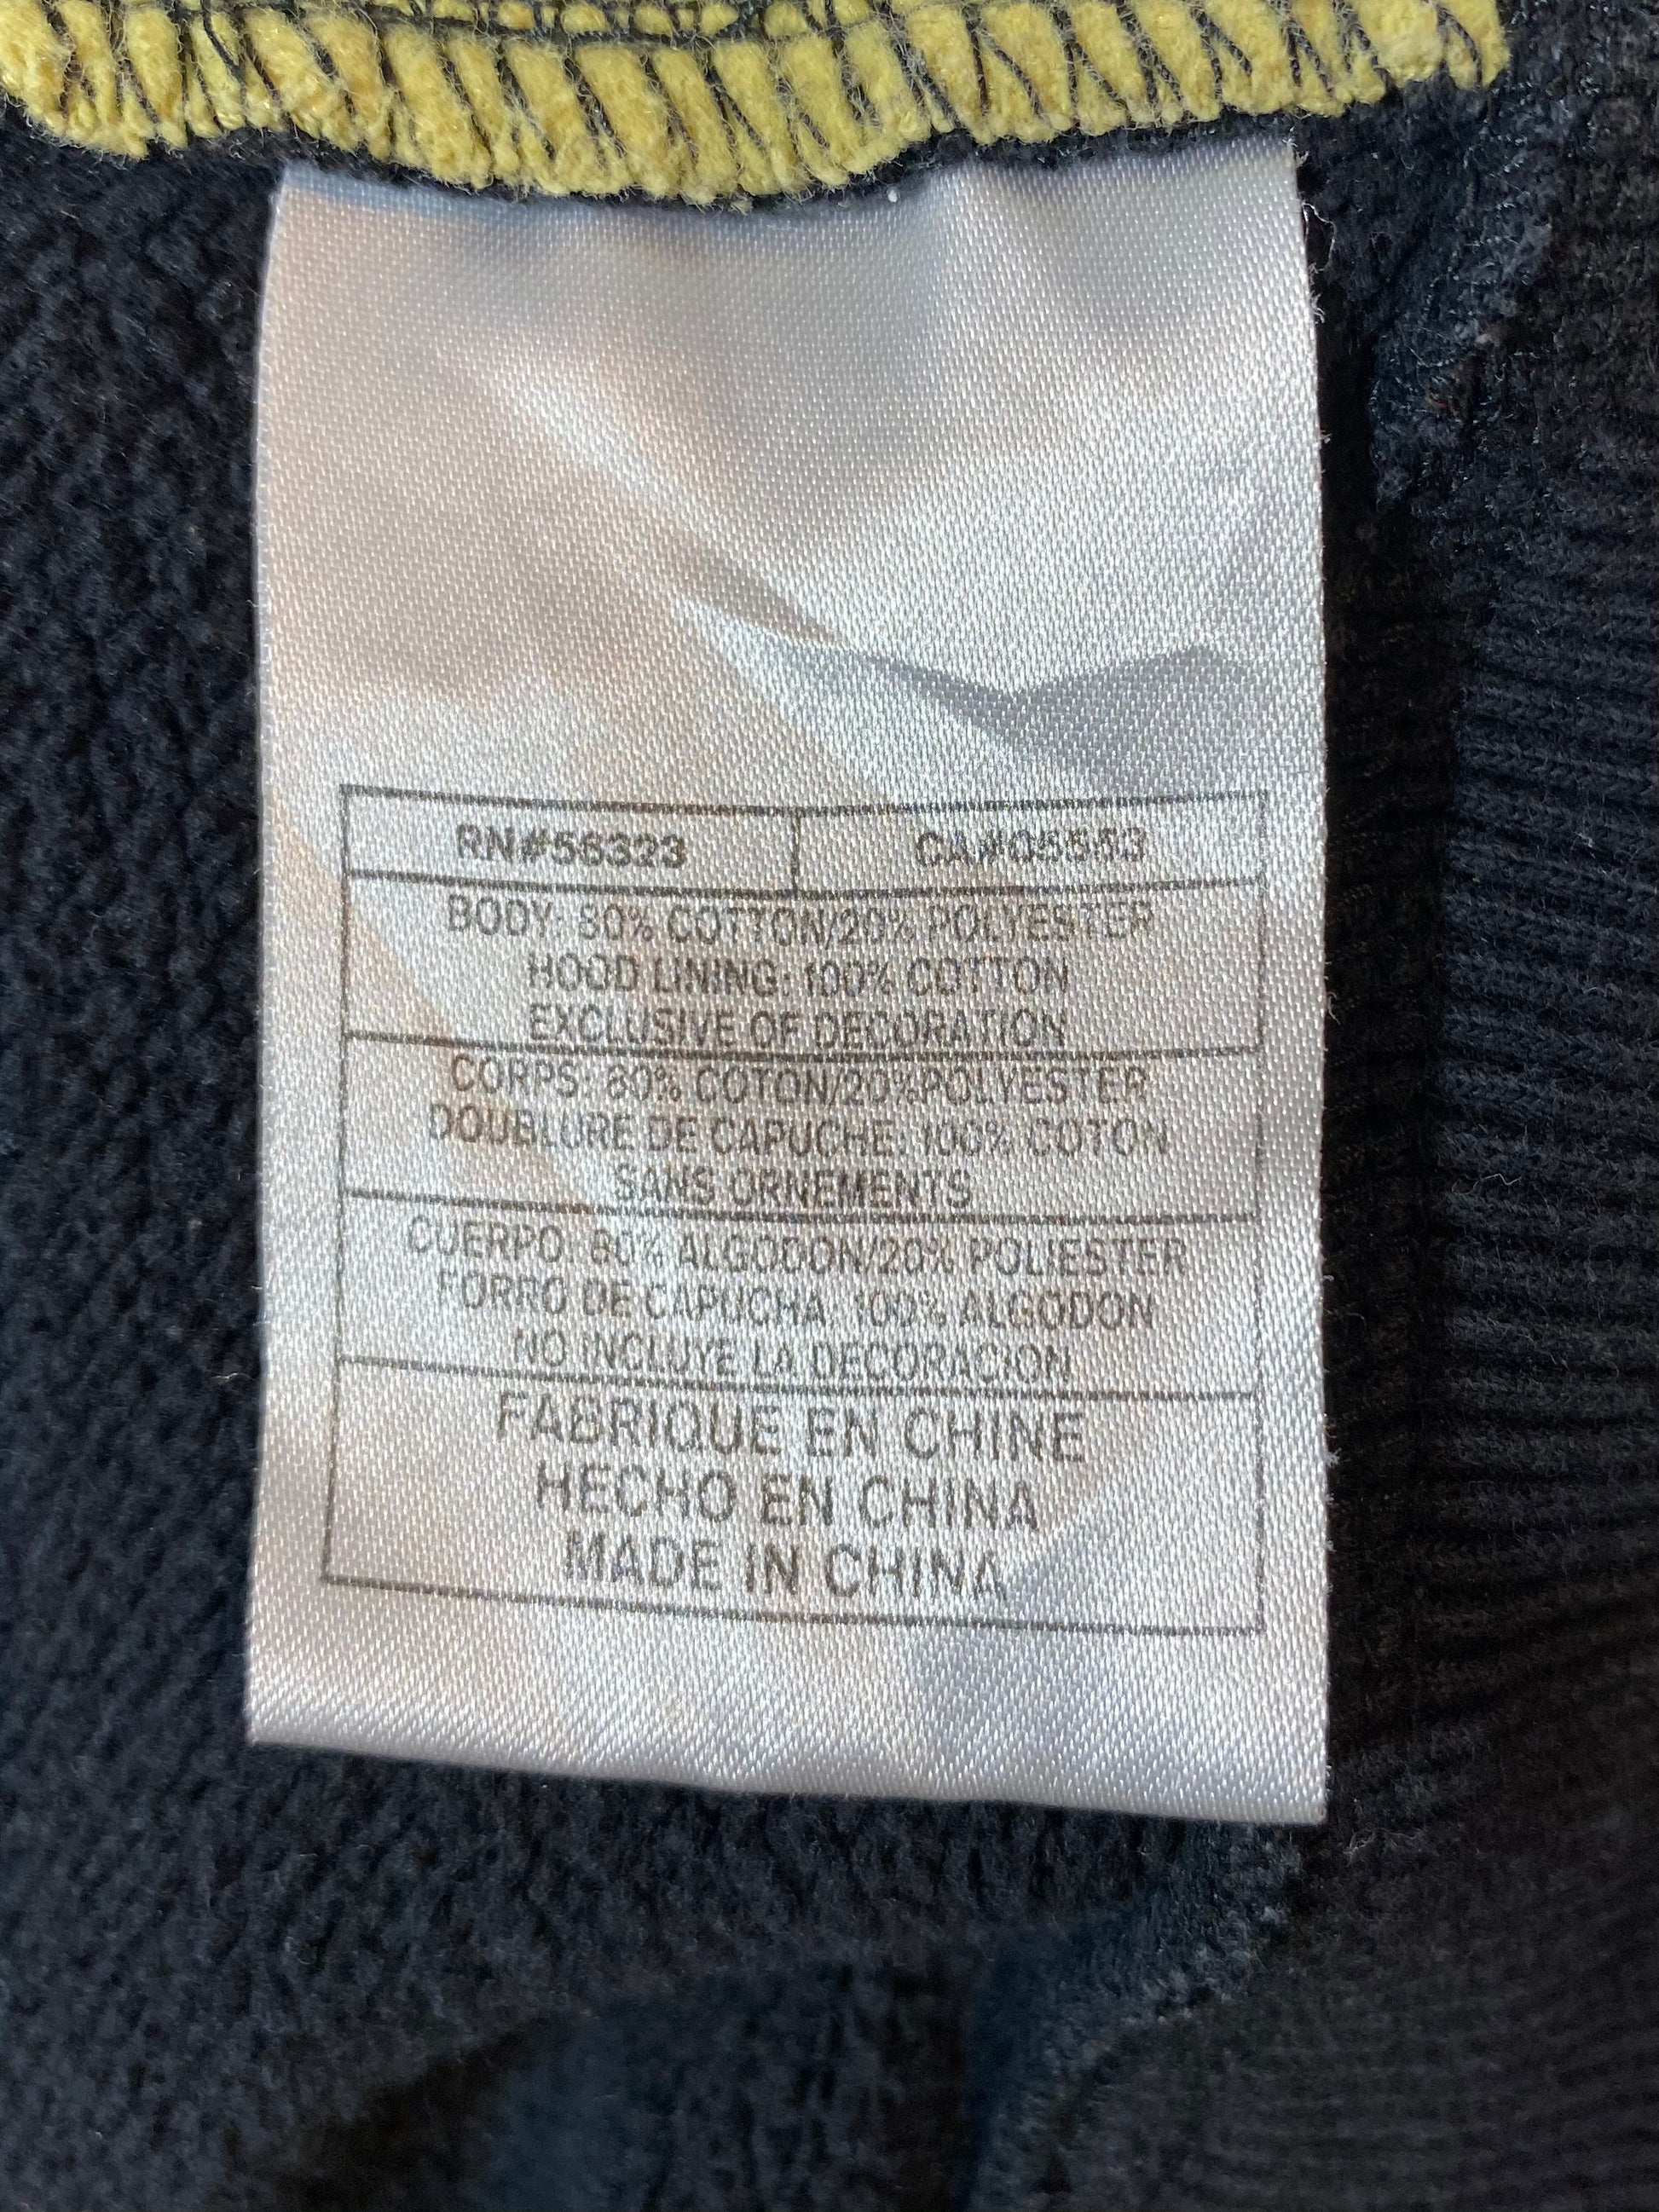 RN#56323 CA#05553
BODY: 80% COTTON/20% POLYESTER
HOOD LINING: 100% COTTON
EXCLUSIVE OF DECORATION
CORPS: 80% COTON/20%POLYESTER
DOUBLURE DE CAPUCHE: 100% COTON
SANS ORNEMENTS
CUERPO: 80% ALGODON/20% POLIESTER
FORRO DE CAPUCHA: 100% ALGODON
NO INCLUYE LA DECORACION
FABRIQUE EN CHINE
HECHO EN CHINA
MADE IN CHINA